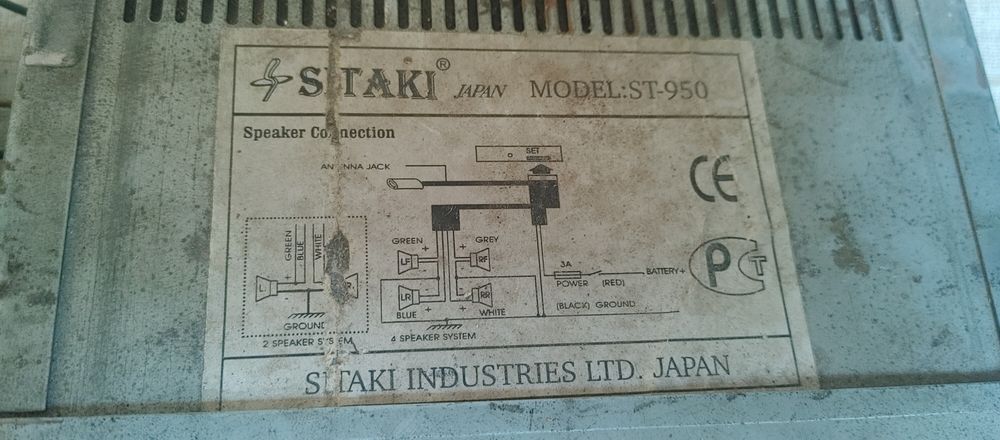 SITAKI® JAPAN MODEL:ST-950
Speaker Connection
SET
ANTENNA JACK
GREEN
BLUE
WHITE
L
R
GROUND
2 SPEAKER SYSTEM
GREEN
GREY
LF
RF
LR
RR
BLUE
WHITE
4 SPEAKER SYSTEM
3A
POWER
(RED)
BATTERY+
(BLACK) GROUND
CE
PCT
SITAKI INDUSTRIES LTD. JAPAN